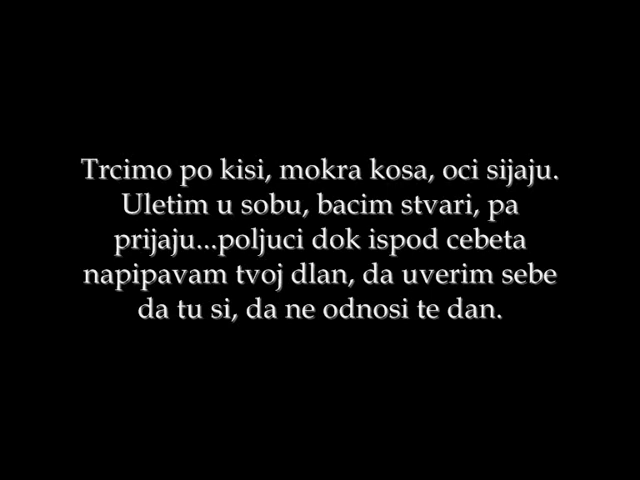 Trcimo po kisi, mokra kosa, oci sijaju.
Uletim u sobu, bacim stvari, pa
prijaju...poljuci dok ispod cebeta
napipavam tvoj dlan, da uverim sebe
da tu si, da ne odnosi te dan.